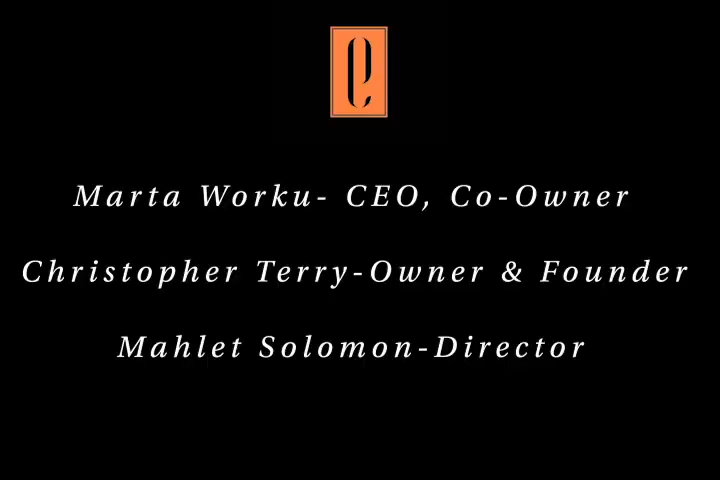 e
Marta Worku- CEO, Co-Owner
Christopher Terry-Owner & Founder
Mahlet Solomon-Director